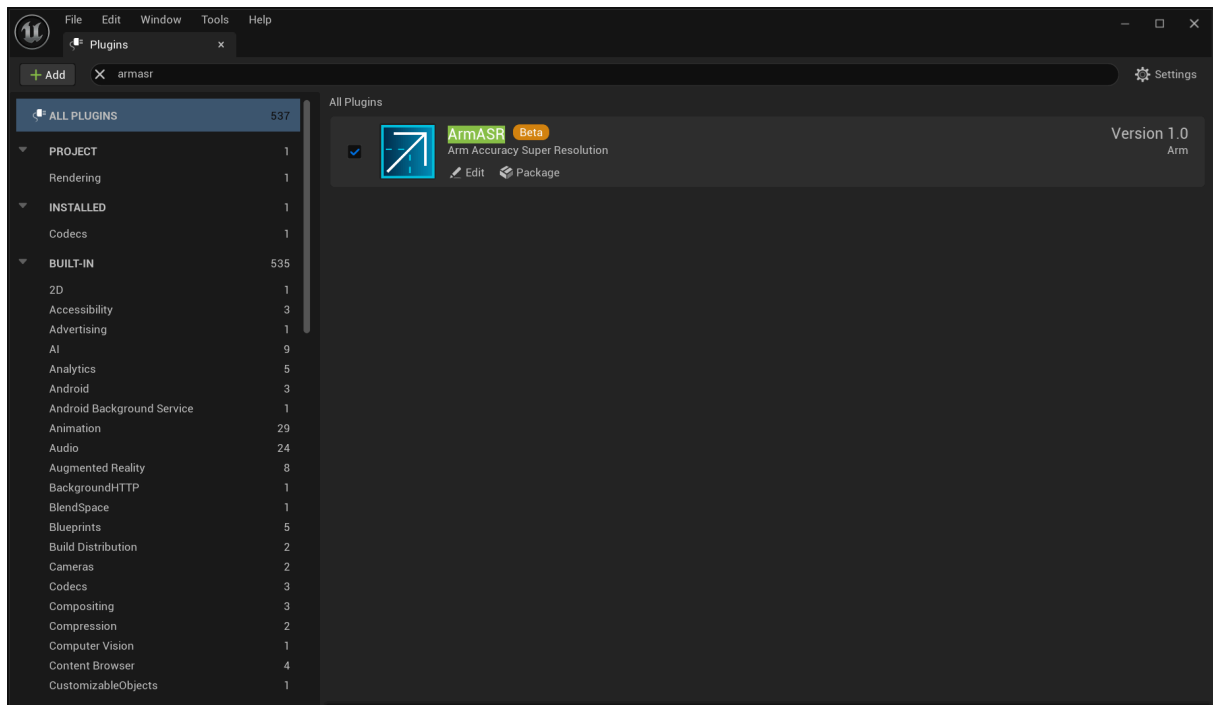 File Edit Window Tools Help
Plugins
Add armasr Settings
ALL PLUGINS 537
PROJECT 1
Rendering 1
INSTALLED 1
Codecs 1
BUILT-IN 535
2D 1
Accessibility 3
Advertising 1
AI 9
Analytics 5
Android 3
Android Background Service 1
Animation 29
Audio 24
Augmented Reality 8
BackgroundHTTP 1
BlendSpace 1
Blueprints 5
Build Distribution 2
Cameras 2
Codecs 3
Compositing 3
Compression 2
Computer Vision 1
Content Browser 4
CustomizableObjects 1
All Plugins
ArmASR Beta Version 1.0
Arm Accuracy Super Resolution Arm
Edit Package